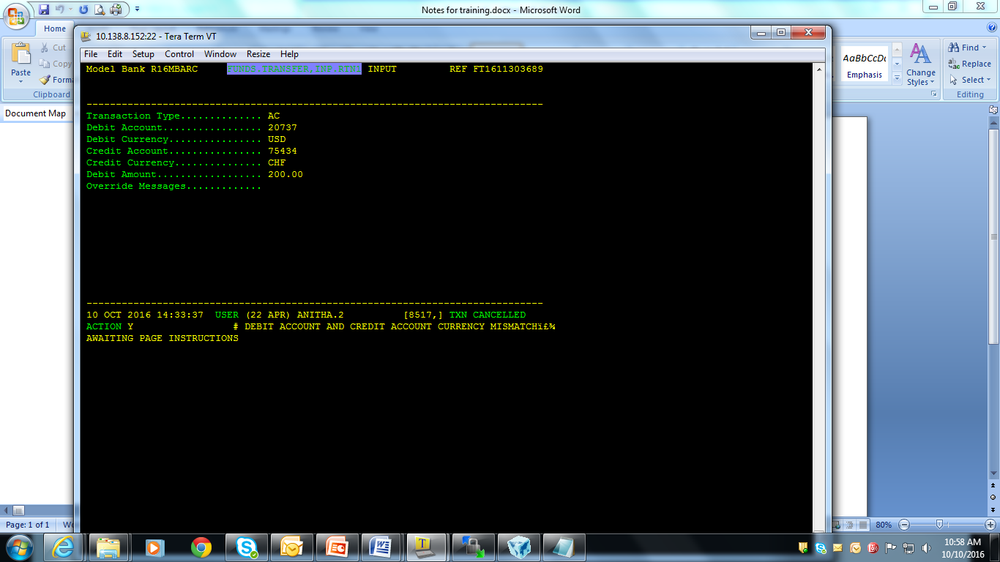 Notes for training.docx - Microsoft Word
Home
Cut
Copy
Forma
Paste
Clipboard
AaBbCcDc
Emphasis
Change Styles
Find
Replace
Select
Editing
Document Map
10.138.8.152:22 - Tera Term VT
File Edit Setup Control Window Resize Help
Model Bank R16MBARC FUNDS.TRANSFER,INP.RTN1 INPUT REF FT1611303689
------------------------------------------------------------------------------
Transaction Type.............. AC
Debit Account................. 20737
Debit Currency................ USD
Credit Account................ 75434
Credit Currency............... CHF
Debit Amount.................. 200.00
Override Messages.............
------------------------------------------------------------------------------
10 OCT 2016 14:33:37 USER (22 APR) ANITHA.2 [8517,] TXN CANCELLED
ACTION Y # DEBIT ACCOUNT AND CREDIT ACCOUNT CURRENCY MISMATCHï£¾
AWAITING PAGE INSTRUCTIONS
Page: 1 of 1 Wo
80%
10:58 AM
10/10/2016